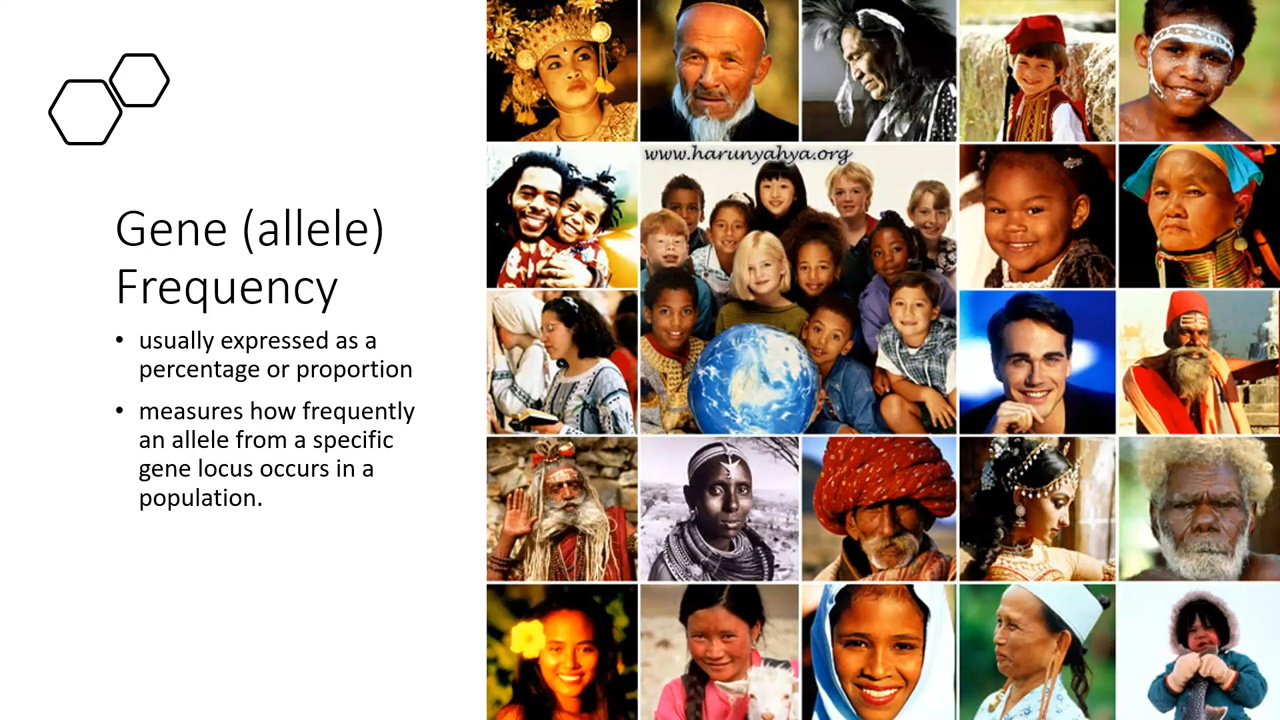 Gene (allele)
Frequency
• usually expressed as a
percentage or proportion
• measures how frequently
an allele from a specific
gene locus occurs in a
population.
www.harunyahya.org